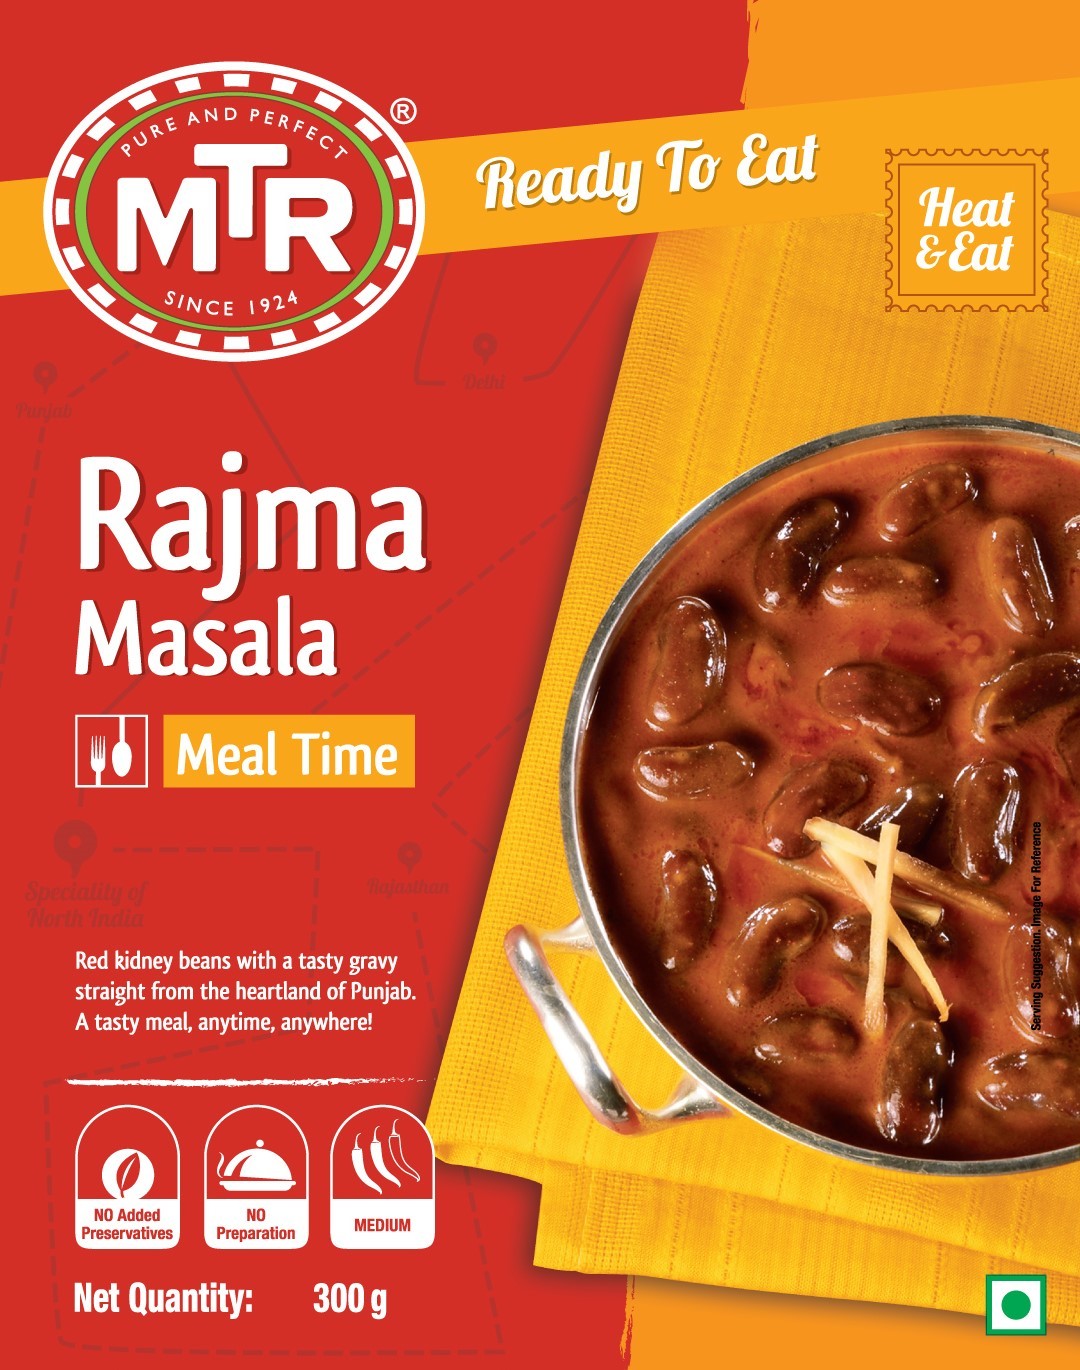 PURE AND PERFECT
MTR
®
SINCE 1924
Ready To Eat
Heat
& Eat
Delhi
Punjab
Rajma
Masala
Meal Time
Speciality of
North India
Rajasthan
Red kidney beans with a tasty gravy
straight from the heartland of Punjab.
A tasty meal, anytime, anywhere!
Serving Suggestion. Image For Reference
NO Added
Preservatives
NO
Preparation
MEDIUM
Net Quantity: 300 g